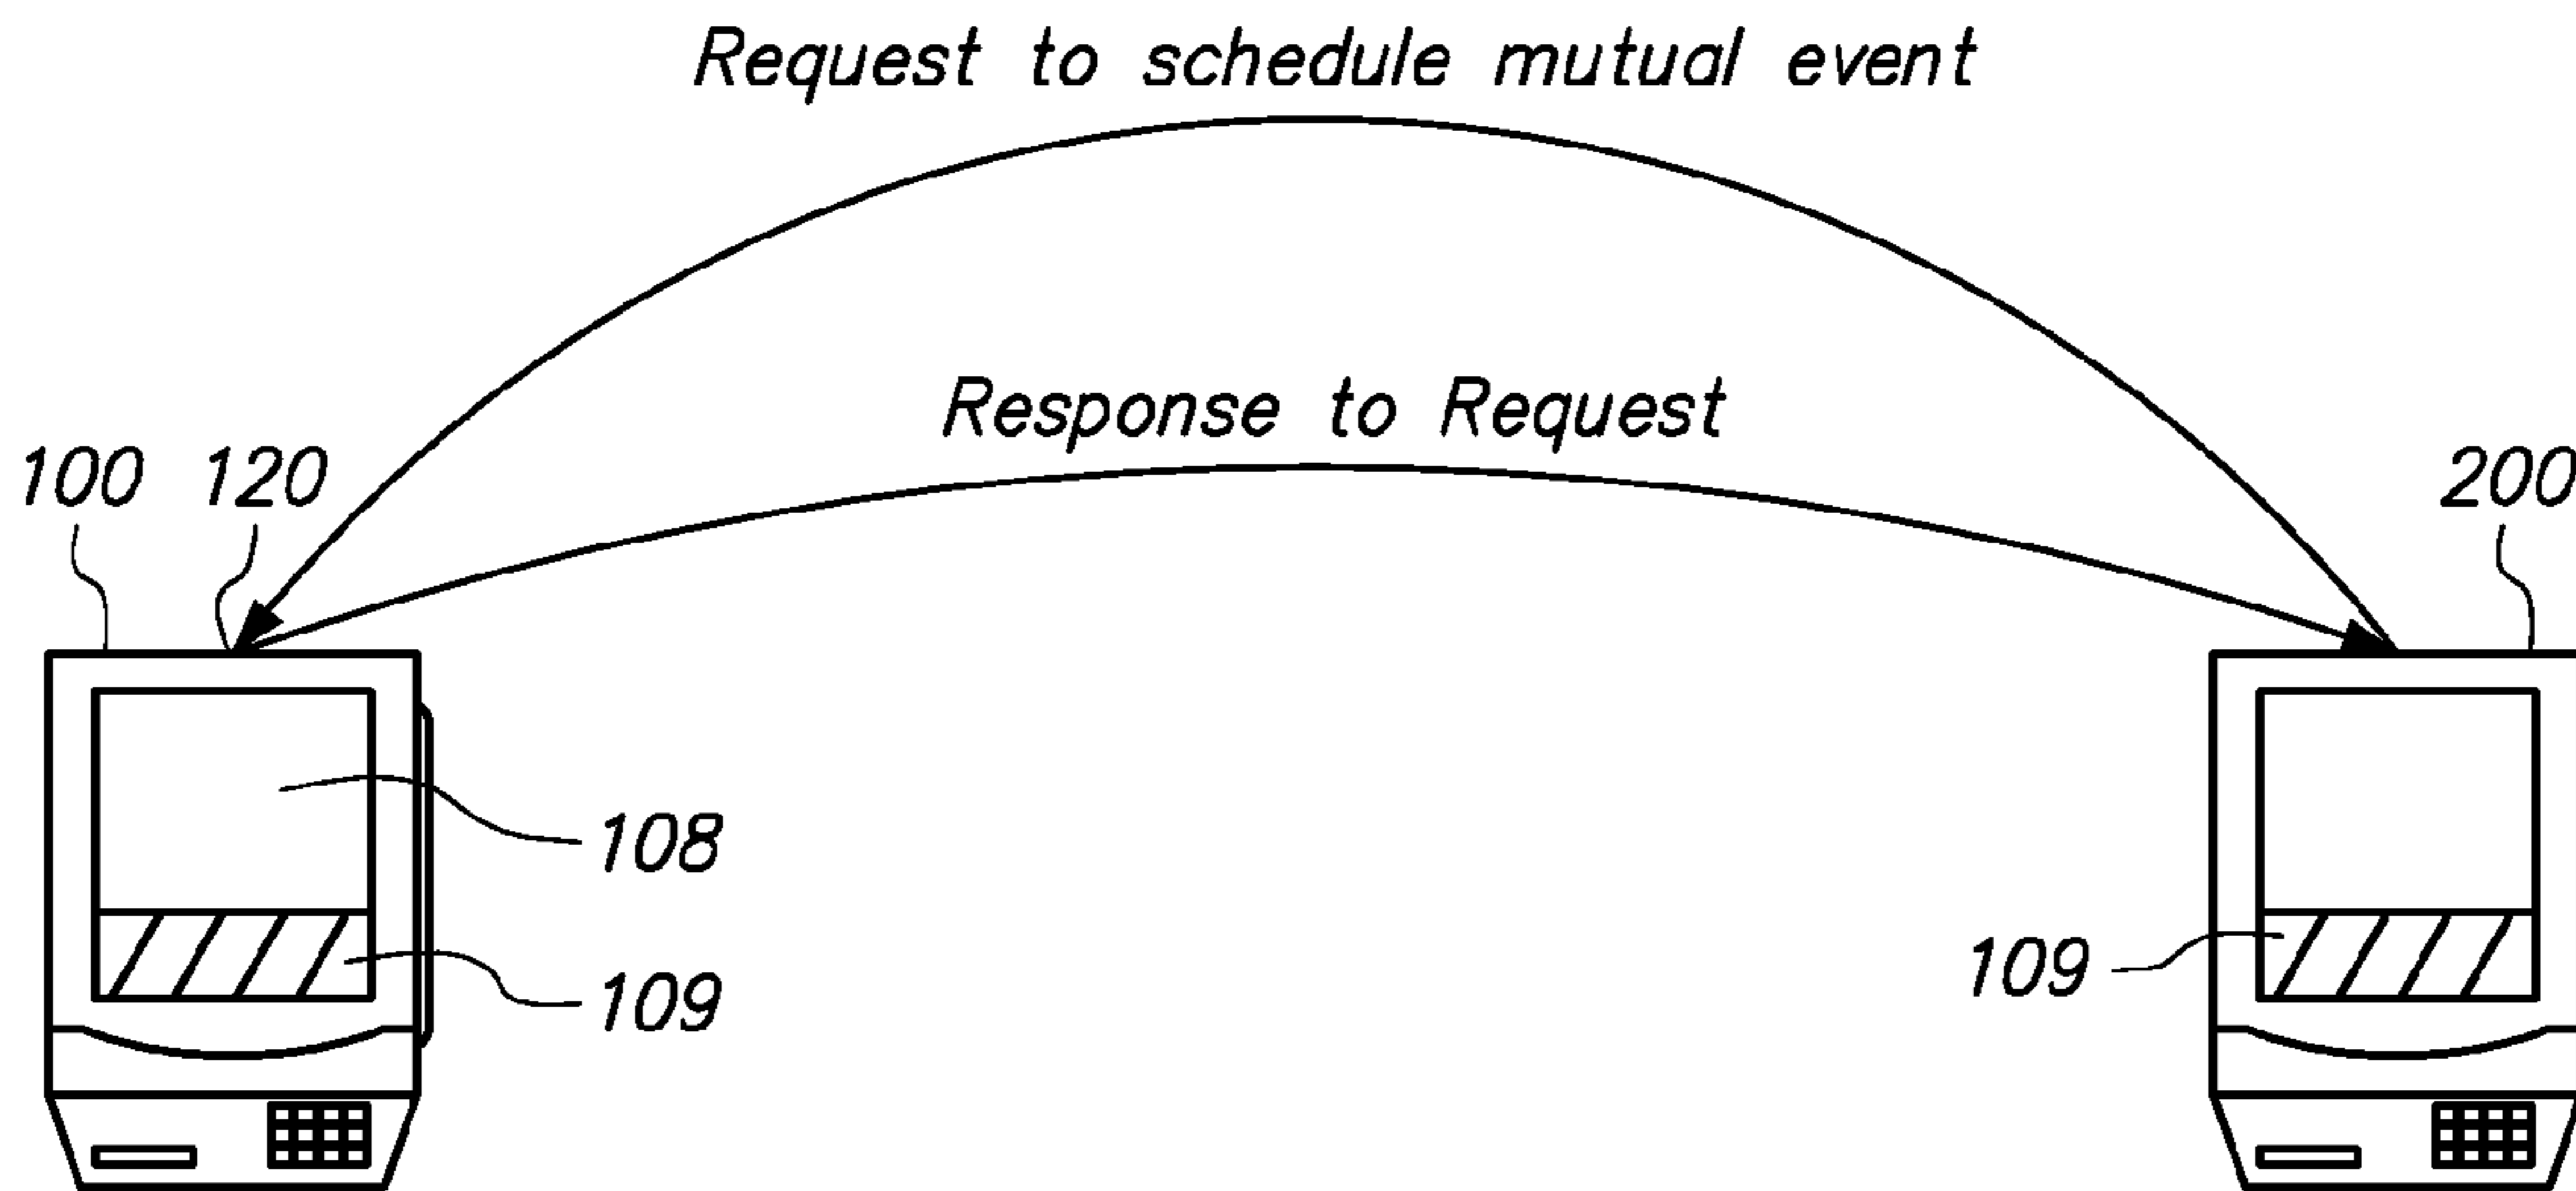 Request to schedule mutual event
Response to Request
100 120 200
108
109 109